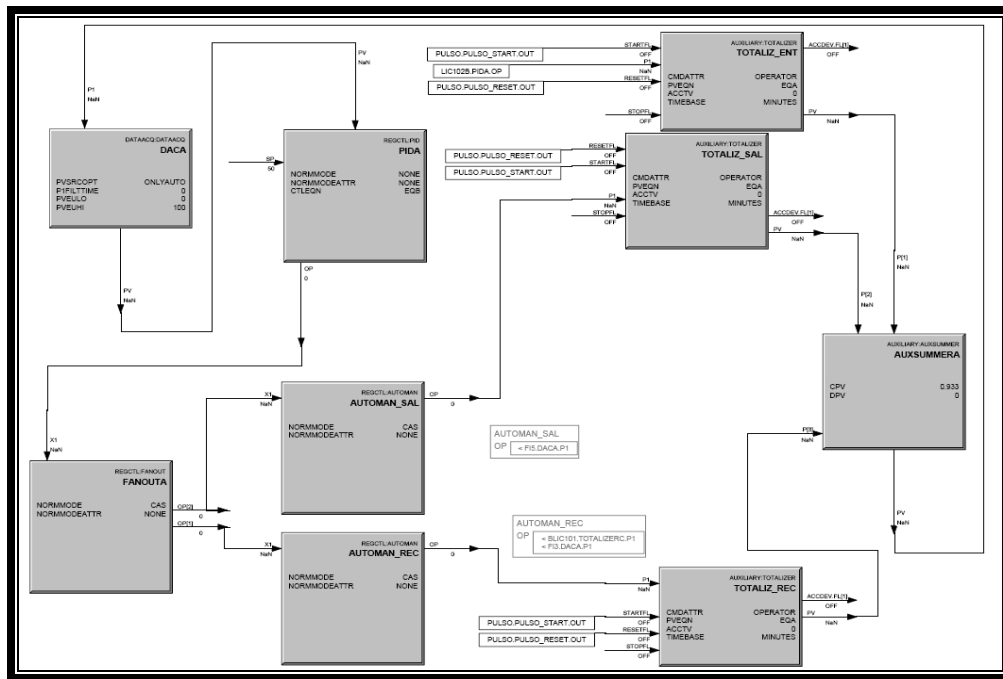 P1
NaN
DATAACQ:DATAACQ
DACA
PVSRCOPT ONLYAUTO
P1FILTTIME 0
PVEULO 0
PVEUHI 100
PV
NaN
PV
NaN
SP
50
REGCTL:PID
PIDA
NORMMODE NONE
NORMMODEATTR NONE
CTLEQN EQB
OP
0
PULSO.PULSO_START.OUT
LIC102B.PIDA.OP
PULSO.PULSO_RESET.OUT
STARTFL
OFF
P1
NaN
RESETFL
OFF
STOPFL
OFF
AUXILIARY:TOTALIZER
TOTALIZ_ENT
CMDATTR OPERATOR
PVEQN EQA
ACCTV 0
TIMEBASE MINUTES
ACCDEV.FL[1]
OFF
PV
NaN
PULSO.PULSO_RESET.OUT
PULSO.PULSO_START.OUT
RESETFL
OFF
STARTFL
OFF
P1
NaN
STOPFL
OFF
AUXILIARY:TOTALIZER
TOTALIZ_SAL
CMDATTR OPERATOR
PVEQN EQA
ACCTV 0
TIMEBASE MINUTES
ACCDEV.FL[1]
OFF
PV
NaN
P[1]
NaN
P[2]
NaN
AUXILIARY:AUXSUMMER
AUXSUMMERA
CPV 0.933
DPV 0
P[3]
NaN
PV
NaN
X1
NaN
REGCTL:FANOUT
FANOUTA
NORMMODE CAS
NORMMODEATTR NONE
OP[2]
0
OP[1]
0
X1
NaN
REGCTL:AUTOMAN
AUTOMAN_SAL
NORMMODE CAS
NORMMODEATTR NONE
OP
0
AUTOMAN_SAL
OP < FI5.DACA.P1
X1
NaN
REGCTL:AUTOMAN
AUTOMAN_REC
NORMMODE CAS
NORMMODEATTR NONE
OP
0
AUTOMAN_REC
OP < BLIC101.TOTALIZERC.P1
< FI3.DACA.P1
P1
NaN
PULSO.PULSO_START.OUT
PULSO.PULSO_RESET.OUT
STARTFL
OFF
RESETFL
OFF
STOPFL
OFF
AUXILIARY:TOTALIZER
TOTALIZ_REC
CMDATTR OPERATOR
PVEQN EQA
ACCTV 0
TIMEBASE MINUTES
ACCDEV.FL[1]
OFF
PV
NaN